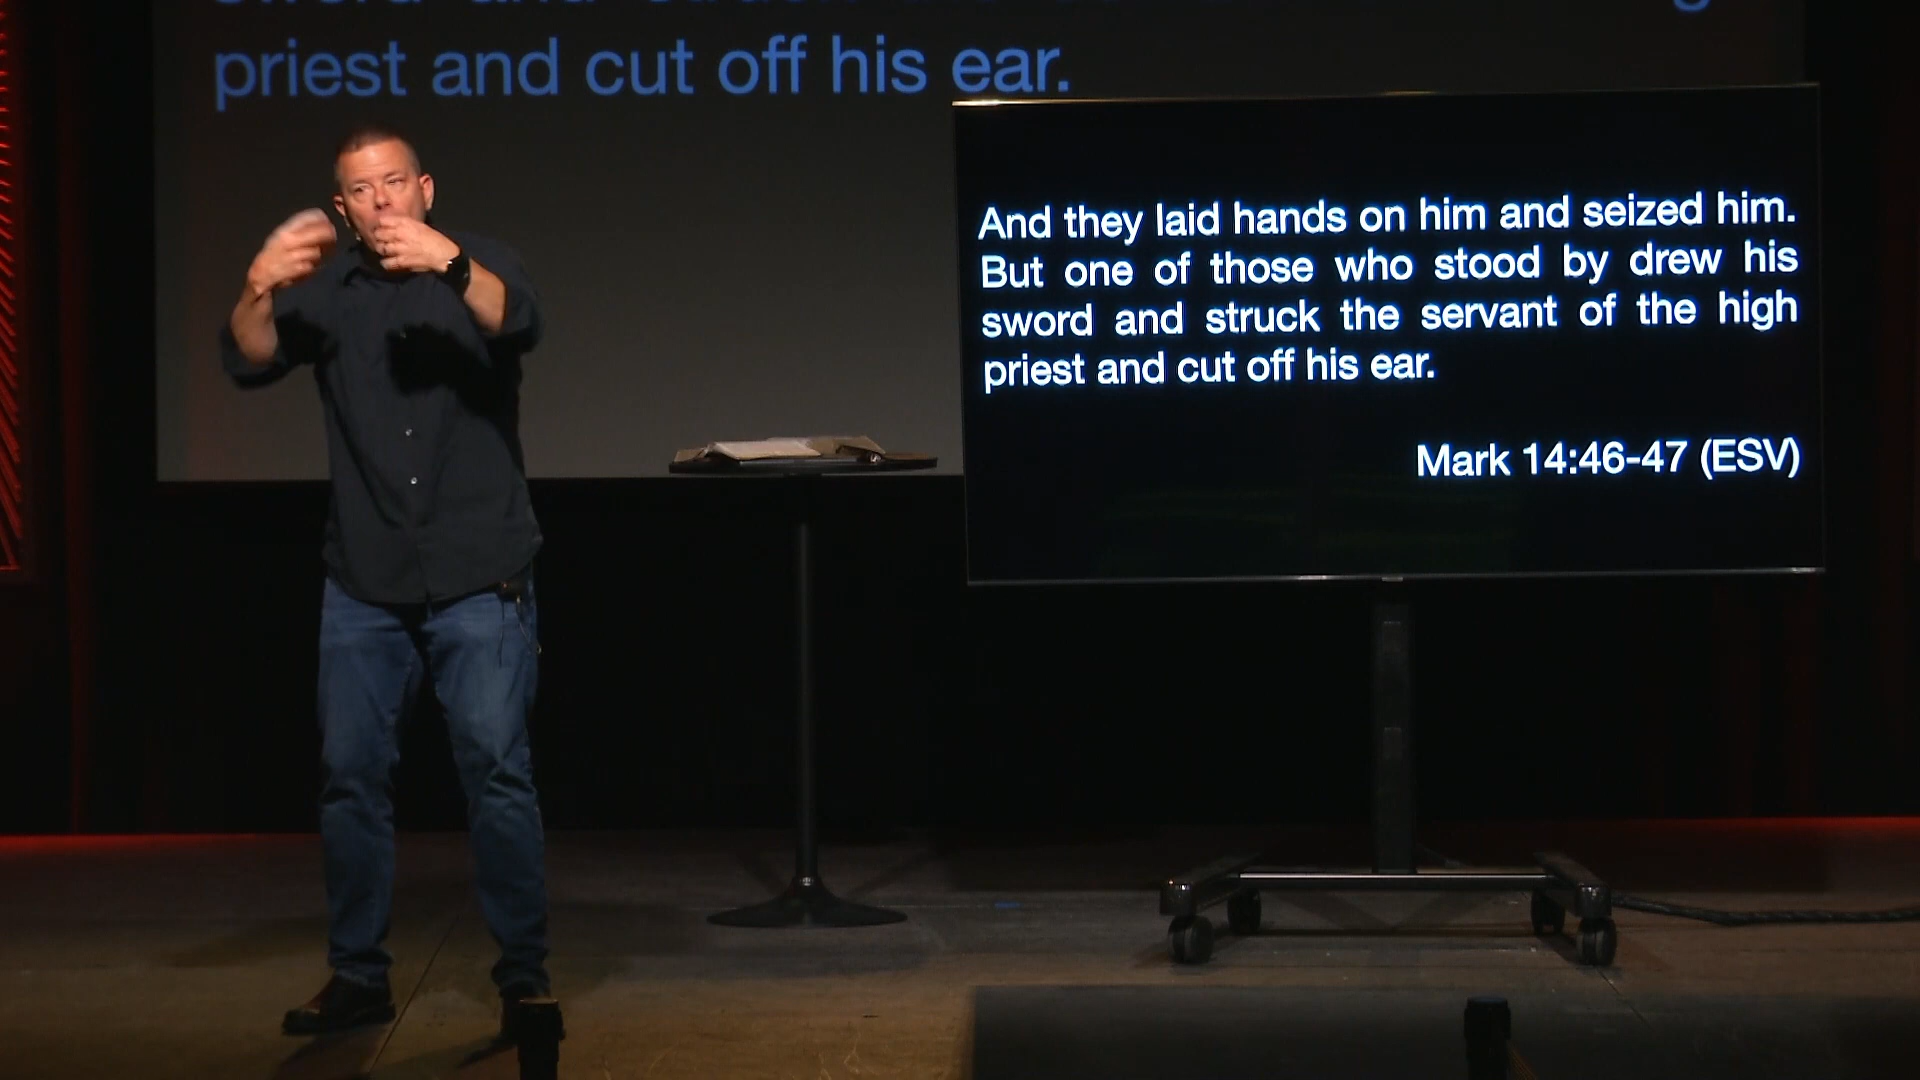 priest and cut off his ear.
And they laid hands on him and seized him.
But one of those who stood by drew his
sword and struck the servant of the high
priest and cut off his ear.
Mark 14:46-47 (ESV)